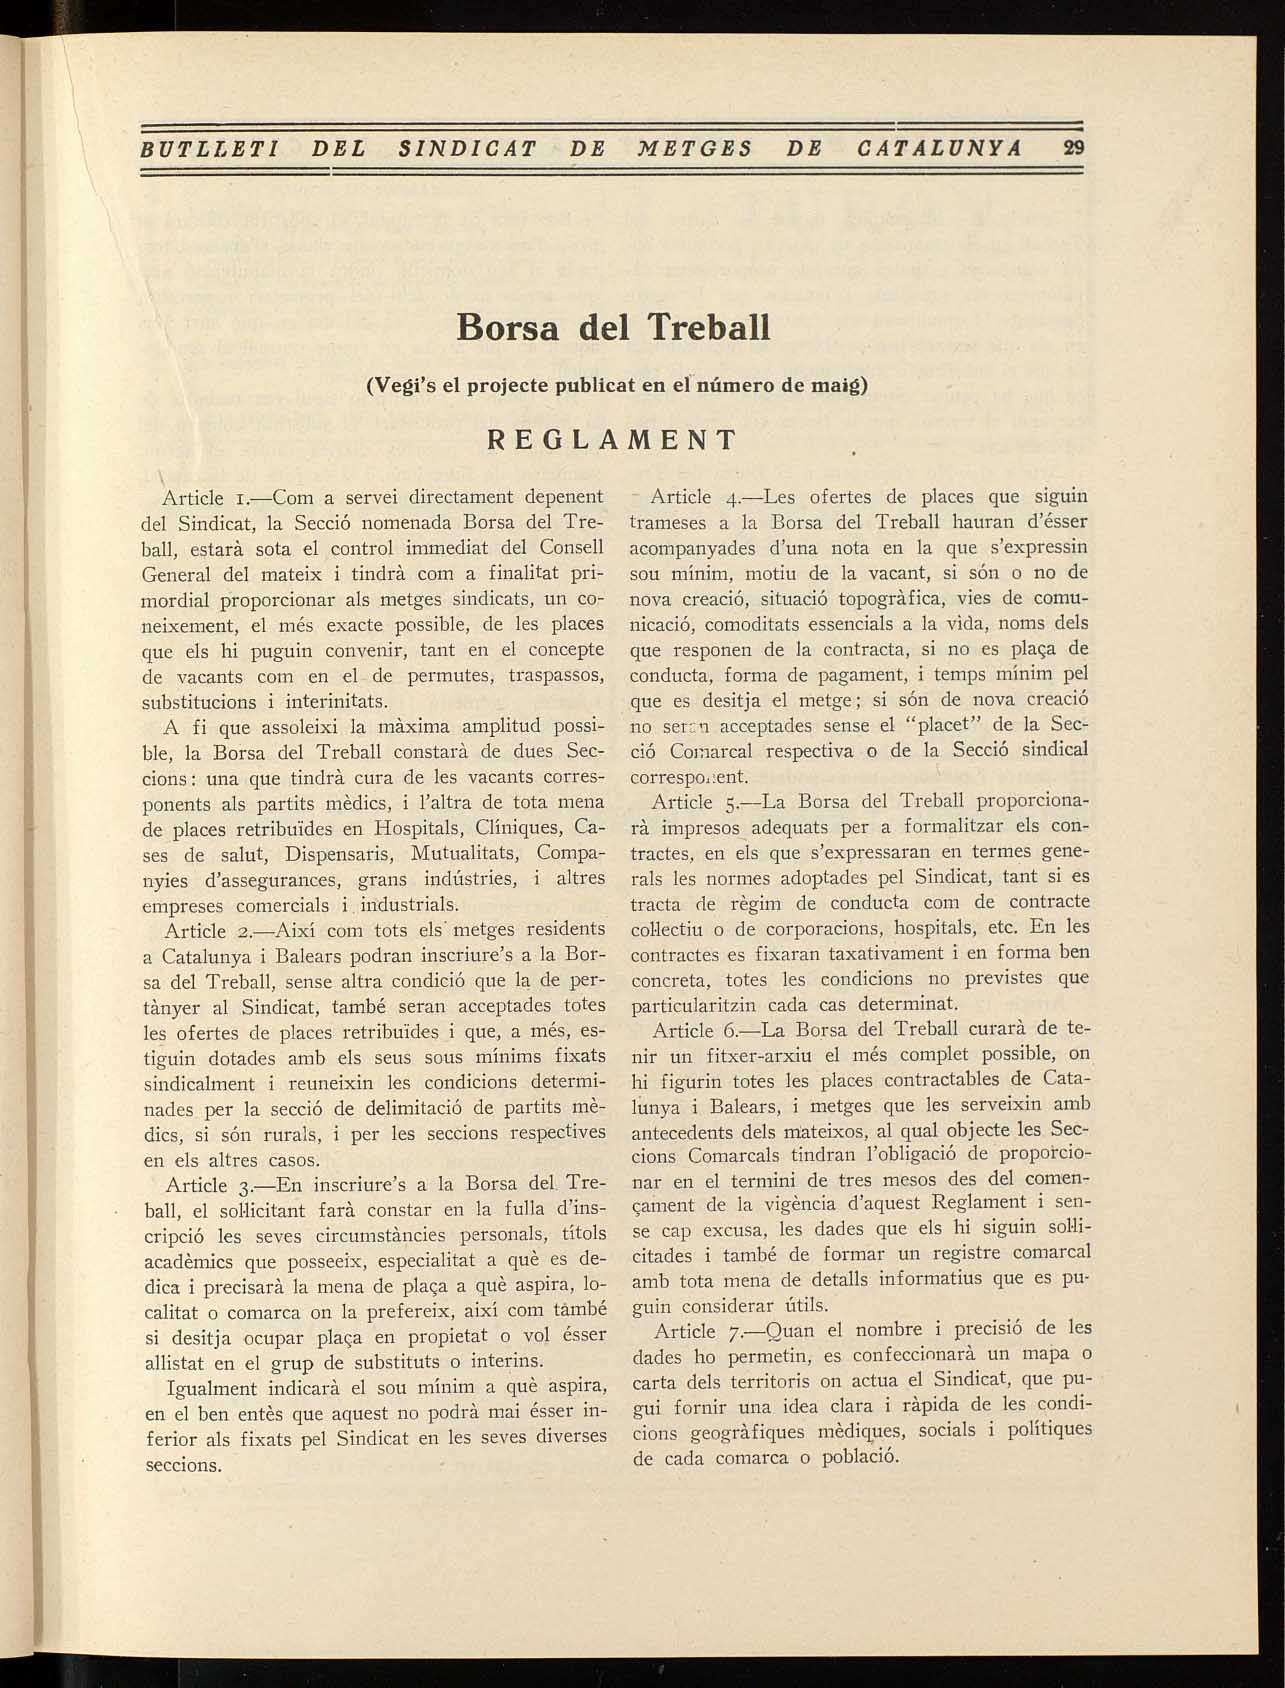 BUTLLETI DEL SINDICAT DE METGES DE CATALUNYA 29
Borsa del Treball
(Vegi's el projecte publicat en el número de maig)
REGLAMENT
Article 1.—Com a servei directament depenent
del Sindicat, la Secció nomenada Borsa del Tre-
ball, estarà sota el control immediat del Consell
General del mateix i tindrà com a finalitat pri-
mordial proporcionar als metges sindicats, un co-
neixement, el més exacte possible, de les places
que els hi puguin convenir, tant en el concepte
de vacants com en el de permutes, traspassos,
substitucions i interinitats.
A fi que assoleixi la màxima amplitud possi-
ble, la Borsa del Treball constarà de dues Sec-
cions: una que tindrà cura de les vacants corres-
ponents als partits mèdics, i l'altra de tota mena
de places retribuïdes en Hospitals, Clíniques, Ca-
ses de salut, Dispensaris, Mutualitats, Compa-
nyies d'assegurances, grans indústries, i altres
empreses comercials i industrials.
Article 2.—Així com tots els metges residents
a Catalunya i Balears podran inscriure's a la Bor-
sa del Treball, sense altra condició que la de per-
tànyer al Sindicat, també seran acceptades totes
les ofertes de places retribuïdes i que, a més, es-
tiguin dotades amb els seus sous mínims fixats
sindicalment i reuneixin les condicions determi-
nades per la secció de delimitació de partits mè-
dics, si són rurals, i per les seccions respectives
en els altres casos.
Article 3.—En inscriure's a la Borsa del Tre-
ball, el sol·licitant farà constar en la fulla d'ins-
cripció les seves circumstàncies personals, títols
acadèmics que posseeix, especialitat a què es de-
dica i precisarà la mena de plaça a què aspira, lo-
calitat o comarca on la prefereix, així com també
si desitja ocupar plaça en propietat o vol ésser
allistat en el grup de substituts o interins.
Igualment indicarà el sou mínim a què aspira,
en el ben entès que aquest no podrà mai ésser in-
ferior als fixats pel Sindicat en les seves diverses
seccions.
Article 4.—Les ofertes de places que siguin
trameses a la Borsa del Treball hauran d'ésser
acompanyades d'una nota en la que s'expressin
sou mínim, motiu de la vacant, si són o no de
nova creació, situació topogràfica, vies de comu-
nicació, comoditats essencials a la vida, noms dels
que responen de la contracta, si no es plaça de
conducta, forma de pagament, i temps mínim pel
que es desitja el metge; si són de nova creació
no seran acceptades sense el "placet" de la Sec-
ció Comarcal respectiva o de la Secció sindical
corresponent.
Article 5.—La Borsa del Treball proporciona-
rà impresos adequats per a formalitzar els con-
tractes, en els que s'expressaran en termes gene-
rals les normes adoptades pel Sindicat, tant si es
tracta de règim de conducta com de contracte
col·lectiu o de corporacions, hospitals, etc. En les
contractes es fixaran taxativament i en forma ben
concreta, totes les condicions no previstes que
particularitzin cada cas determinat.
Article 6.—La Borsa del Treball curarà de te-
nir un fitxer-arxiu el més complet possible, on
hi figurin totes les places contractables de Cata-
lunya i Balears, i metges que les serveixin amb
antecedents dels mateixos, al qual objecte les Sec-
cions Comarcals tindran l'obligació de proporcio-
nar en el termini de tres mesos des del comen-
çament de la vigència d'aquest Reglament i sen-
se cap excusa, les dades que els hi siguin sol·li-
citades i també de formar un registre comarcal
amb tota mena de detalls informatius que es pu-
guin considerar útils.
Article 7.—Quan el nombre i precisió de les
dades ho permetin, es confeccionarà un mapa o
carta dels territoris on actua el Sindicat, que pu-
gui fornir una idea clara i ràpida de les condi-
cions geogràfiques mèdiques, socials i polítiques
de cada comarca o població.